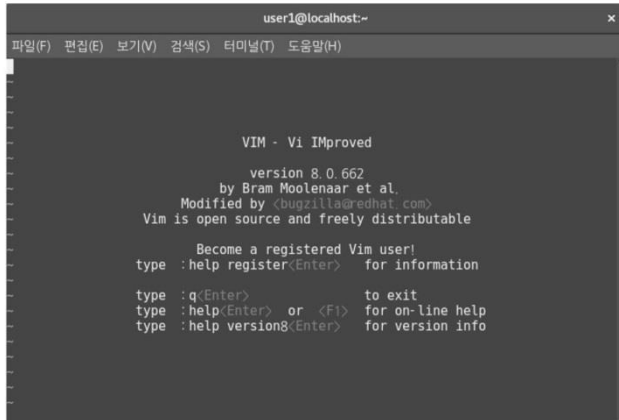 user1@localhost:~ ×
파일(F) 편집(E) 보기(V) 검색(S) 터미널(T) 도움말(H)
~
~
~
~
~
VIM - Vi IMproved
~
version 8.0.662
by Bram Moolenaar et al.
Modified by <bugzilla@redhat.com>
Vim is open source and freely distributable
~
Become a registered Vim user!
type :help register<Enter> for information
~
type :q<Enter> to exit
type :help<Enter> or <F1> for on-line help
type :help version8<Enter> for version info
~
~
~
~